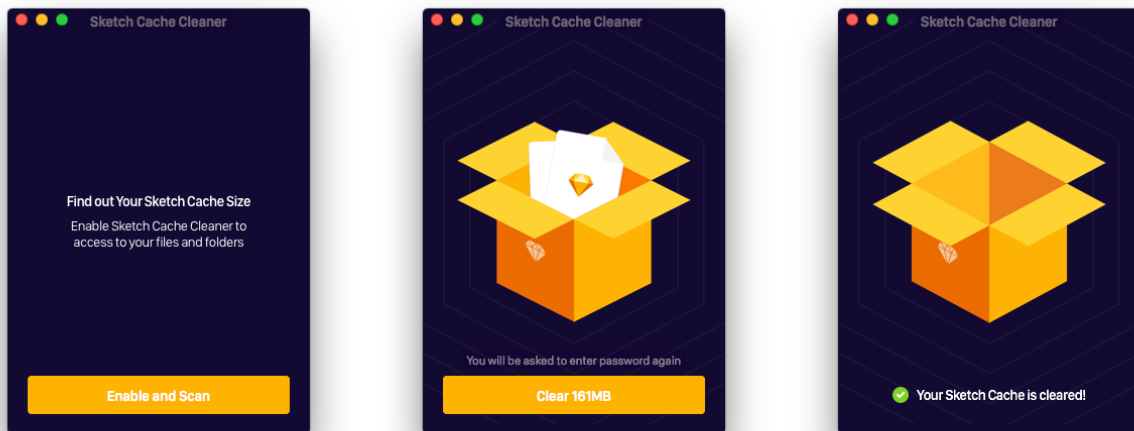 Sketch Cache Cleaner
Find out Your Sketch Cache Size
Enable Sketch Cache Cleaner to
access to your files and folders
Enable and Scan
Sketch Cache Cleaner
You will be asked to enter password again
Clear 161MB
Sketch Cache Cleaner
Your Sketch Cache is cleared!